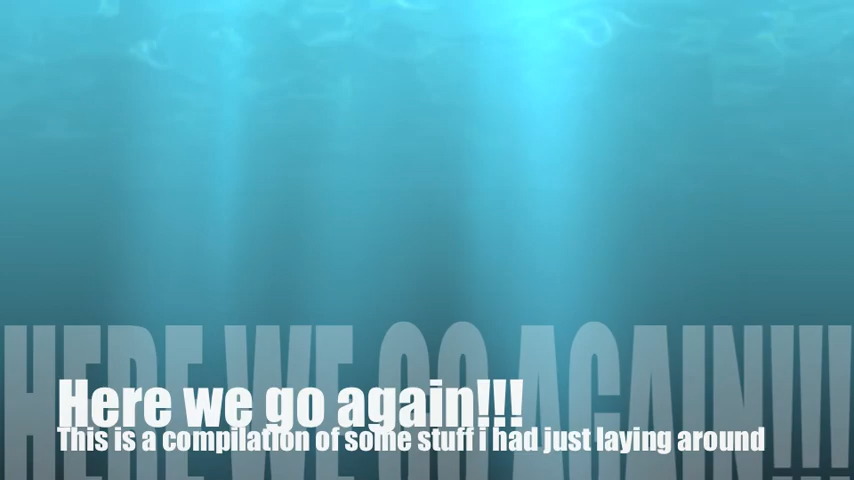 HERE WE GO AGAIN!!!
Here we go again!!!
This is a compilation of some stuff i had just laying around